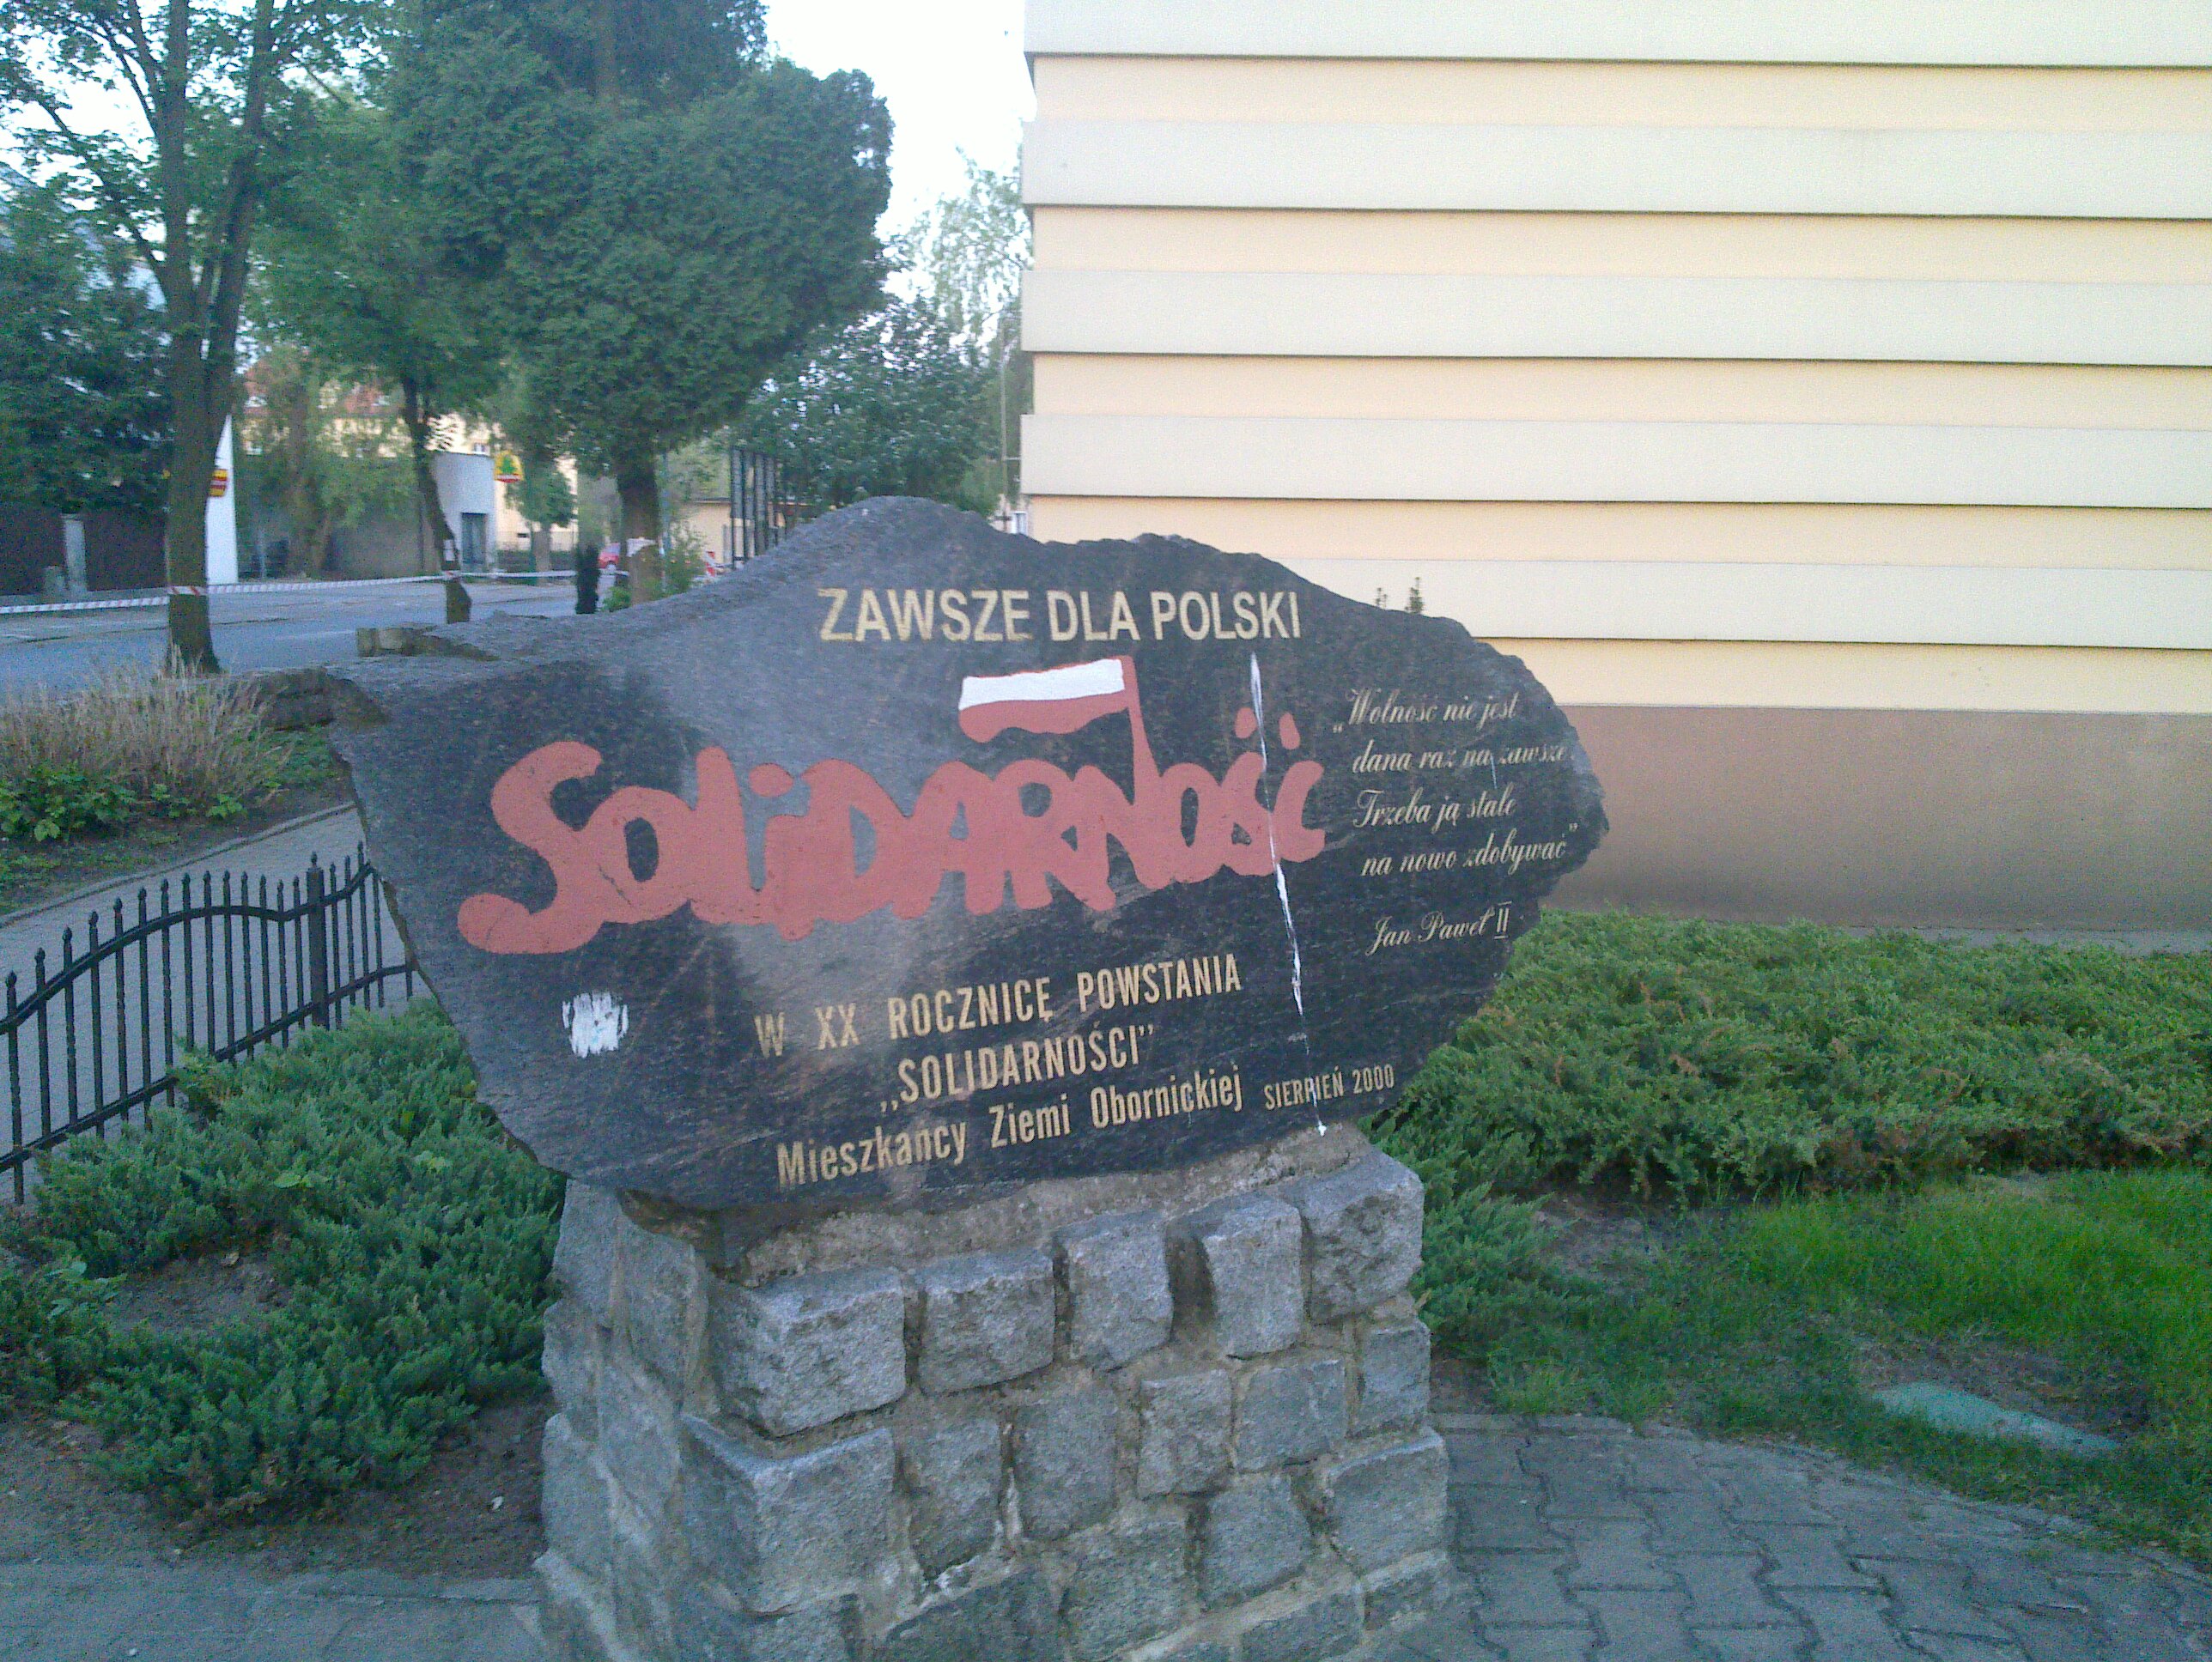 ZAWSZE DLA POLSKI
SOLiDARNOŚĆ
„Wolność nie jest
dana raz na zawsze.
Trzeba ją stale
na nowo zdobywać”
Jan Paweł II
W XX ROCZNICĘ POWSTANIA
„SOLIDARNOŚCI”
Mieszkańcy Ziemi Obornickiej SIERPIEŃ 2000